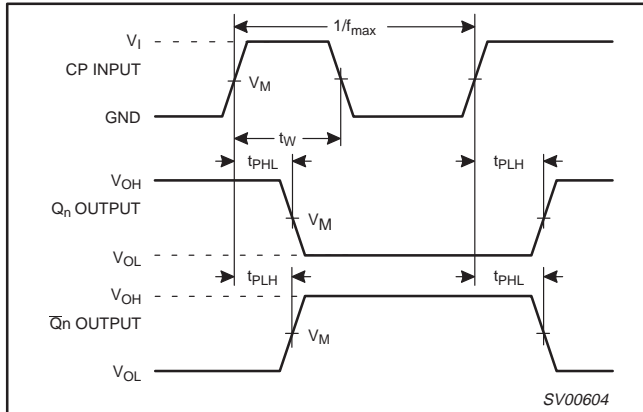 1/fmax
VI
CP INPUT
VM
GND
tW
tPHL
tPLH
VOH
Qn OUTPUT
VM
VOL
tPLH
tPHL
VOH
Q̅n OUTPUT
VM
VOL
SV00604